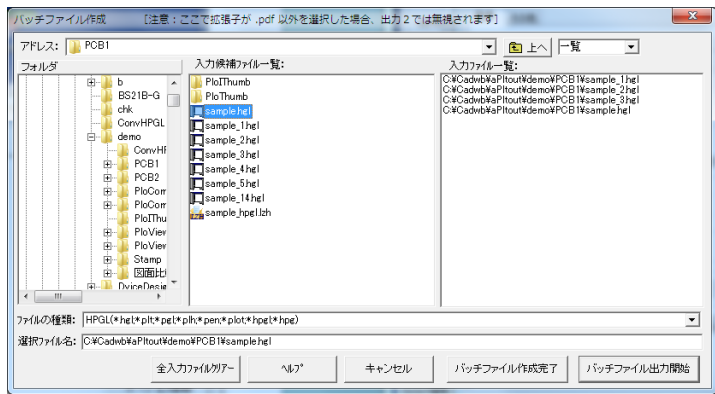 バッチファイル作成 [注意：ここで拡張子が .pdf 以外を選択した場合、出力２では無視されます]
アドレス: PCB1 上へ 一覧
フォルダ
b
BS21B-G
chk
ConvHPGL
demo
ConvHF
PCB1
PCB2
PloCom
PloCom
PloIThu
PloView
PloView
Stamp
図面比
DviceDesig
入力候補ファイル一覧:
PloIThumb
PloThumb
sample.hgl
sample_1.hgl
sample_2.hgl
sample_3.hgl
sample_4.hgl
sample_5.hgl
sample_14.hgl
sample_hpgl.lzh
入力ファイル一覧:
C:¥Cadwb¥aPltout¥demo¥PCB1¥sample_1.hgl
C:¥Cadwb¥aPltout¥demo¥PCB1¥sample_2.hgl
C:¥Cadwb¥aPltout¥demo¥PCB1¥sample_3.hgl
C:¥Cadwb¥aPltout¥demo¥PCB1¥sample.hgl
ファイルの種類: HPGL(*.hgl;*.plt;*.pgl;*.plh;*.pen;*.plot;*.hpgl;*.hpg)
選択ファイル名: C:¥Cadwb¥aPltout¥demo¥PCB1¥sample.hgl
全入力ファイルクリアー ヘルプ キャンセル バッチファイル作成完了 バッチファイル出力開始